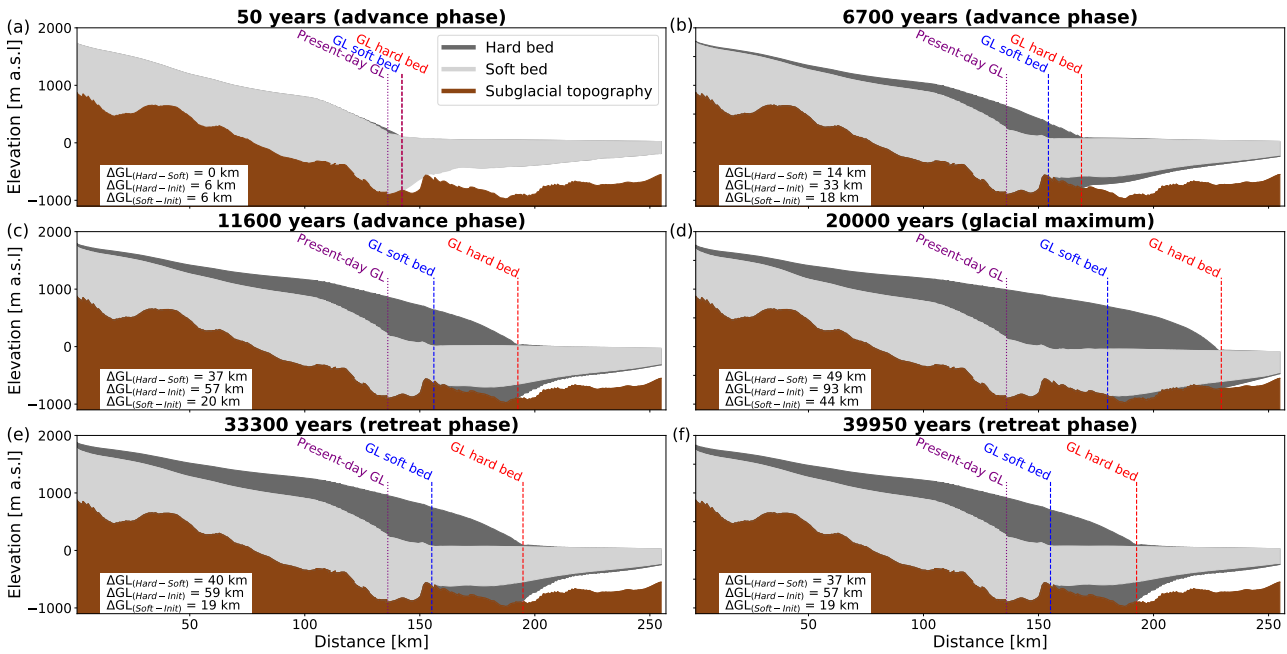 (a)
50 years (advance phase)
Elevation [m a.s.l]
2000
1000
0
−1000
Present-day GL
GL soft bed
GL hard bed
Hard bed
Soft bed
Subglacial topography
ΔGL(Hard−Soft) = 0 km
ΔGL(Hard−Init) = 6 km
ΔGL(Soft−Init) = 6 km
(b)
6700 years (advance phase)
Present-day GL
GL soft bed
GL hard bed
ΔGL(Hard−Soft) = 14 km
ΔGL(Hard−Init) = 33 km
ΔGL(Soft−Init) = 18 km
(c)
11600 years (advance phase)
Elevation [m a.s.l]
2000
1000
0
−1000
Present-day GL
GL soft bed
GL hard bed
ΔGL(Hard−Soft) = 37 km
ΔGL(Hard−Init) = 57 km
ΔGL(Soft−Init) = 20 km
(d)
20000 years (glacial maximum)
Present-day GL
GL soft bed
GL hard bed
ΔGL(Hard−Soft) = 49 km
ΔGL(Hard−Init) = 93 km
ΔGL(Soft−Init) = 44 km
(e)
33300 years (retreat phase)
Elevation [m a.s.l]
2000
1000
0
−1000
Present-day GL
GL soft bed
GL hard bed
ΔGL(Hard−Soft) = 40 km
ΔGL(Hard−Init) = 59 km
ΔGL(Soft−Init) = 19 km
50 100 150 200 250
Distance [km]
(f)
39950 years (retreat phase)
Present-day GL
GL soft bed
GL hard bed
ΔGL(Hard−Soft) = 37 km
ΔGL(Hard−Init) = 57 km
ΔGL(Soft−Init) = 19 km
50 100 150 200 250
Distance [km]